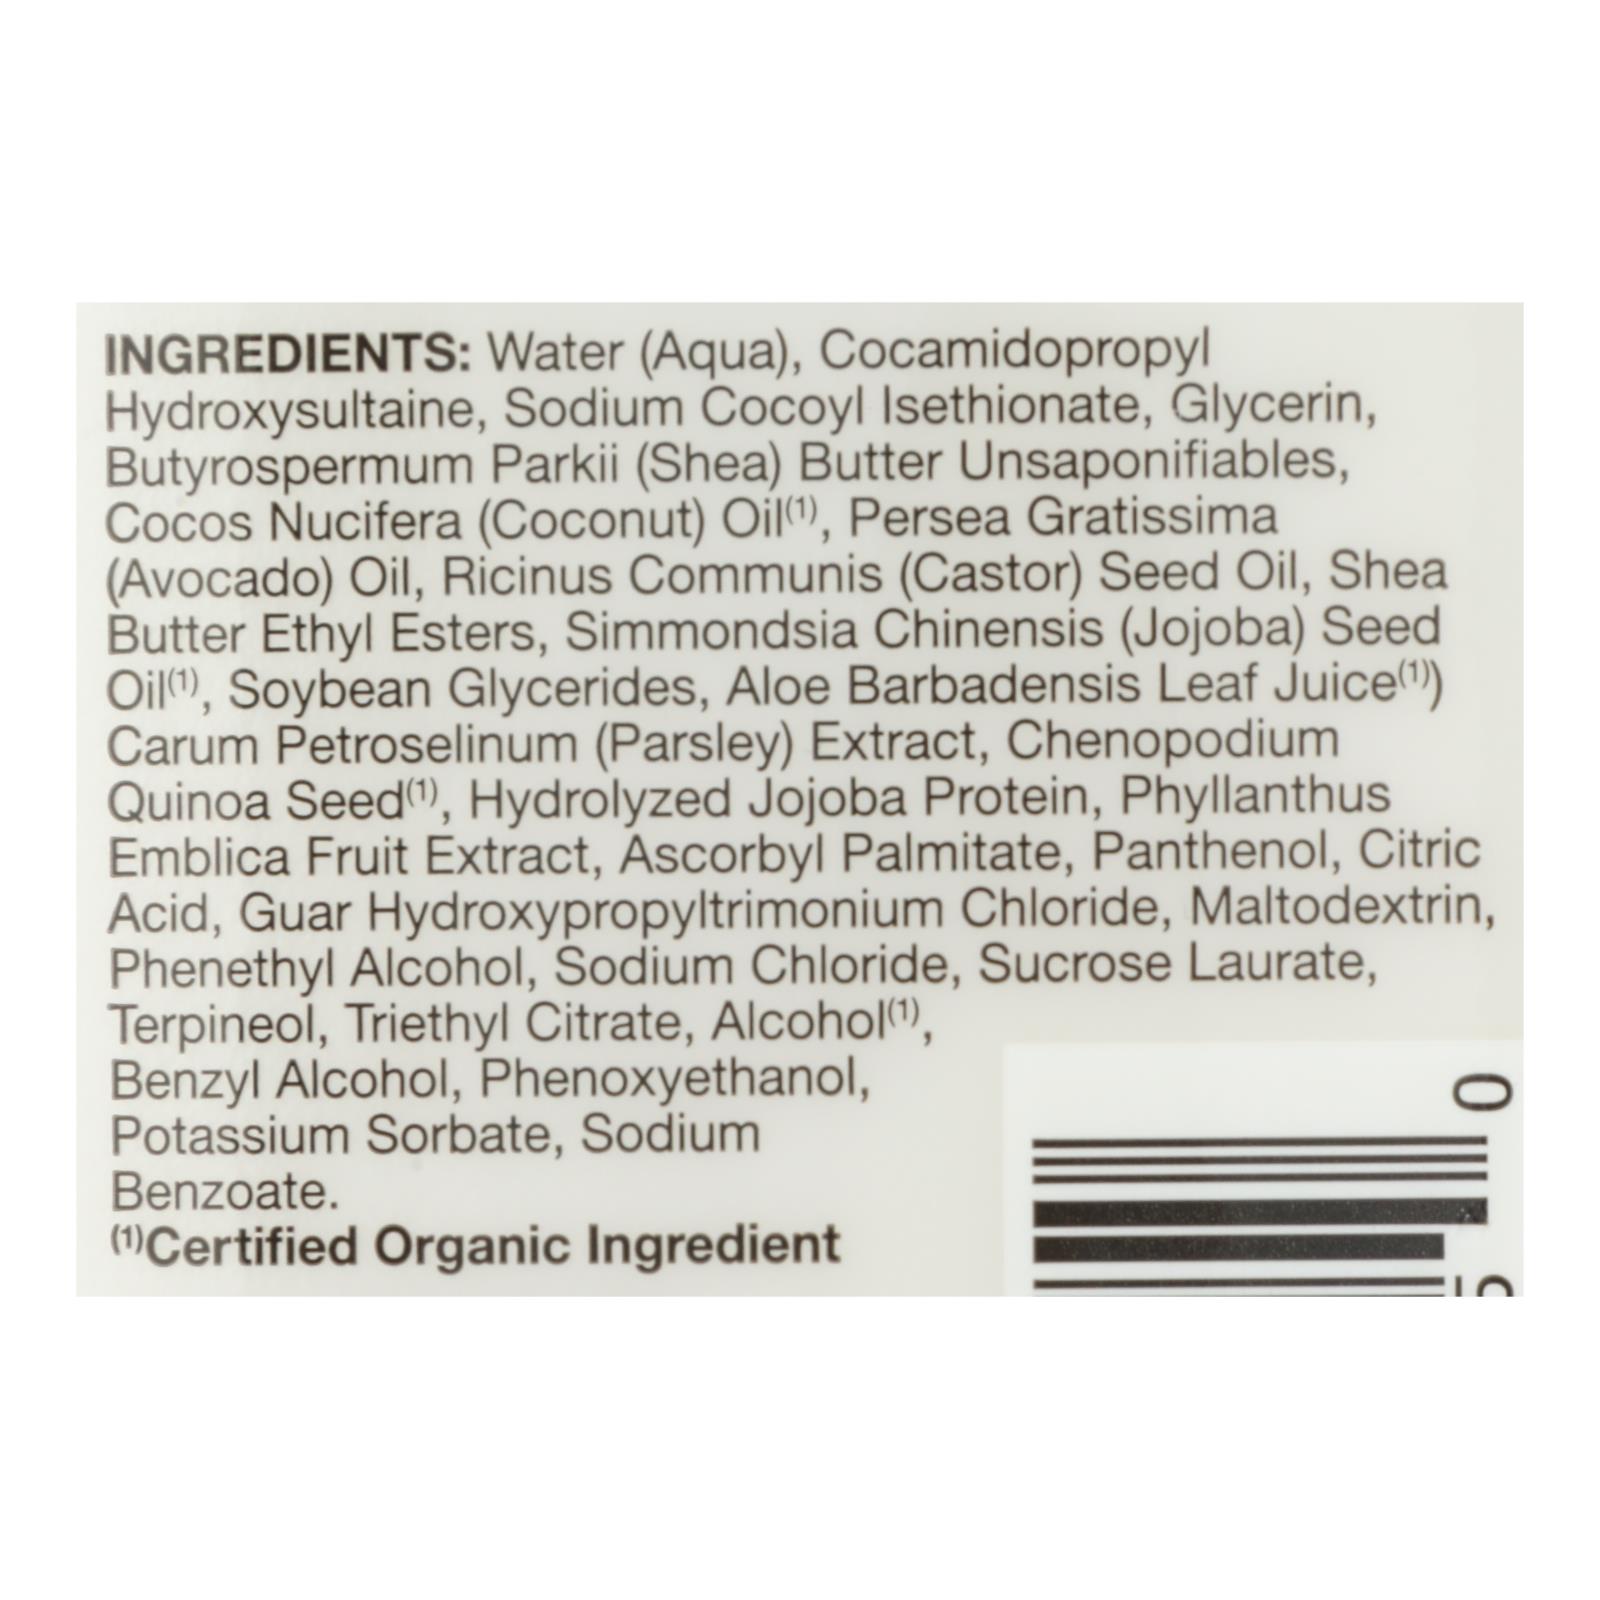 INGREDIENTS: Water (Aqua), Cocamidopropyl
Hydroxysultaine, Sodium Cocoyl Isethionate, Glycerin,
Butyrospermum Parkii (Shea) Butter Unsaponifiables,
Cocos Nucifera (Coconut) Oil(1), Persea Gratissima
(Avocado) Oil, Ricinus Communis (Castor) Seed Oil, Shea
Butter Ethyl Esters, Simmondsia Chinensis (Jojoba) Seed
Oil(1), Soybean Glycerides, Aloe Barbadensis Leaf Juice(1))
Carum Petroselinum (Parsley) Extract, Chenopodium
Quinoa Seed(1), Hydrolyzed Jojoba Protein, Phyllanthus
Emblica Fruit Extract, Ascorbyl Palmitate, Panthenol, Citric
Acid, Guar Hydroxypropyltrimonium Chloride, Maltodextrin,
Phenethyl Alcohol, Sodium Chloride, Sucrose Laurate,
Terpineol, Triethyl Citrate, Alcohol(1),
Benzyl Alcohol, Phenoxyethanol,
Potassium Sorbate, Sodium
Benzoate.
(1)Certified Organic Ingredient
0